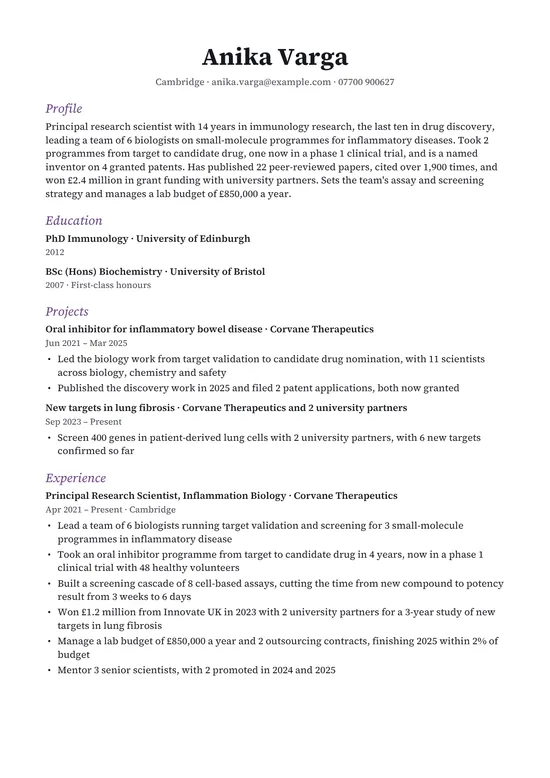 Anika Varga
Cambridge · anika.varga@example.com · 07700 900627
Profile
Principal research scientist with 14 years in immunology research, the last ten in drug discovery,
leading a team of 6 biologists on small-molecule programmes for inflammatory diseases. Took 2
programmes from target to candidate drug, one now in a phase 1 clinical trial, and is a named
inventor on 4 granted patents. Has published 22 peer-reviewed papers, cited over 1,900 times, and
won £2.4 million in grant funding with university partners. Sets the team's assay and screening
strategy and manages a lab budget of £850,000 a year.
Education
PhD Immunology · University of Edinburgh
2012
BSc (Hons) Biochemistry · University of Bristol
2007 · First-class honours
Projects
Oral inhibitor for inflammatory bowel disease · Corvane Therapeutics
Jun 2021 – Mar 2025
• Led the biology work from target validation to candidate drug nomination, with 11 scientists
across biology, chemistry and safety
• Published the discovery work in 2025 and filed 2 patent applications, both now granted
New targets in lung fibrosis · Corvane Therapeutics and 2 university partners
Sep 2023 – Present
• Screen 400 genes in patient-derived lung cells with 2 university partners, with 6 new targets
confirmed so far
Experience
Principal Research Scientist, Inflammation Biology · Corvane Therapeutics
Apr 2021 – Present · Cambridge
• Lead a team of 6 biologists running target validation and screening for 3 small-molecule
programmes in inflammatory disease
• Took an oral inhibitor programme from target to candidate drug in 4 years, now in a phase 1
clinical trial with 48 healthy volunteers
• Built a screening cascade of 8 cell-based assays, cutting the time from new compound to potency
result from 3 weeks to 6 days
• Won £1.2 million from Innovate UK in 2023 with 2 university partners for a 3-year study of new
targets in lung fibrosis
• Manage a lab budget of £850,000 a year and 2 outsourcing contracts, finishing 2025 within 2% of
budget
• Mentor 3 senior scientists, with 2 promoted in 2024 and 2025